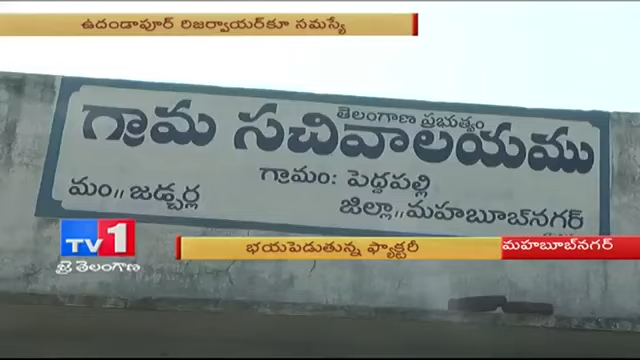 ఉదండాపూర్ రిజర్వాయర్‌కూ సమస్యే
తెలంగాణ ప్రభుత్వం
గ్రామ సచివాలయము
గ్రామం: పెద్దపల్లి
మం,, జడ్చర్ల
జిల్లా,, మహబూబ్‌నగర్
TV1
జై తెలంగాణ
భయపెడుతున్న ఫ్యాక్టరీ
మహబూబ్‌నగర్